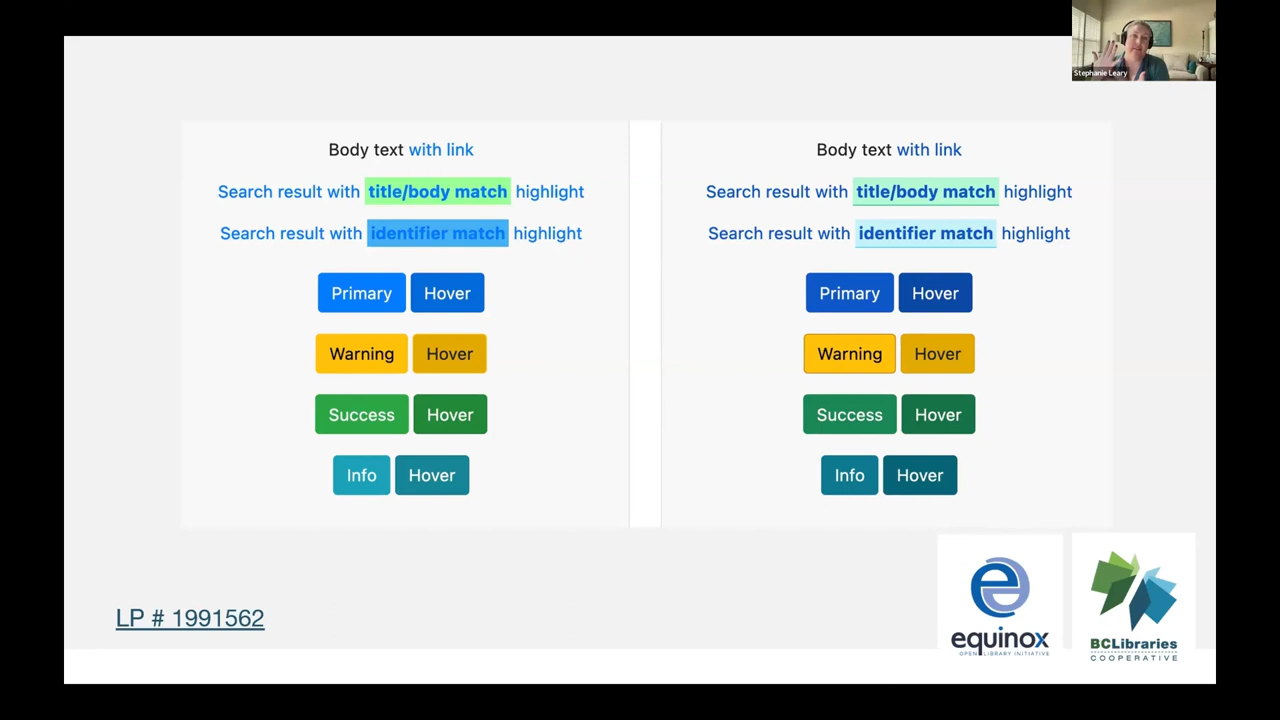 Stephanie Leary
Body text with link
Search result with title/body match highlight
Search result with identifier match highlight
Primary Hover
Warning Hover
Success Hover
Info Hover
Body text with link
Search result with title/body match highlight
Search result with identifier match highlight
Primary Hover
Warning Hover
Success Hover
Info Hover
LP # 1991562
equinox
OPEN LIBRARY INITIATIVE
BCLibraries
COOPERATIVE